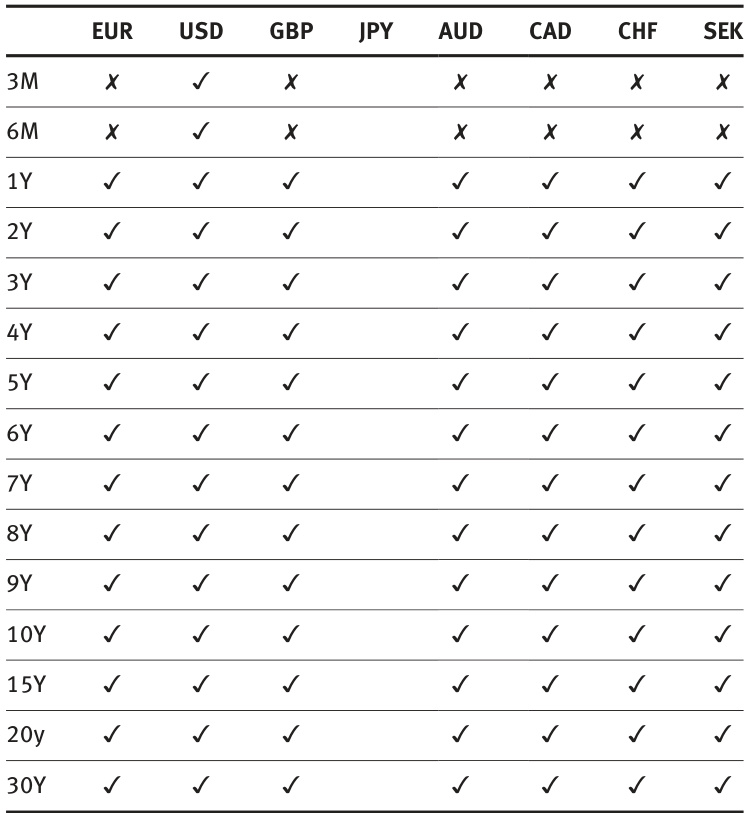 EUR USD GBP JPY AUD CAD CHF SEK
3M ✗ ✓ ✗ ✗ ✗ ✗ ✗
6M ✗ ✓ ✗ ✗ ✗ ✗ ✗
1Y ✓ ✓ ✓ ✓ ✓ ✓ ✓
2Y ✓ ✓ ✓ ✓ ✓ ✓ ✓
3Y ✓ ✓ ✓ ✓ ✓ ✓ ✓
4Y ✓ ✓ ✓ ✓ ✓ ✓ ✓
5Y ✓ ✓ ✓ ✓ ✓ ✓ ✓
6Y ✓ ✓ ✓ ✓ ✓ ✓ ✓
7Y ✓ ✓ ✓ ✓ ✓ ✓ ✓
8Y ✓ ✓ ✓ ✓ ✓ ✓ ✓
9Y ✓ ✓ ✓ ✓ ✓ ✓ ✓
10Y ✓ ✓ ✓ ✓ ✓ ✓ ✓
15Y ✓ ✓ ✓ ✓ ✓ ✓ ✓
20y ✓ ✓ ✓ ✓ ✓ ✓ ✓
30Y ✓ ✓ ✓ ✓ ✓ ✓ ✓